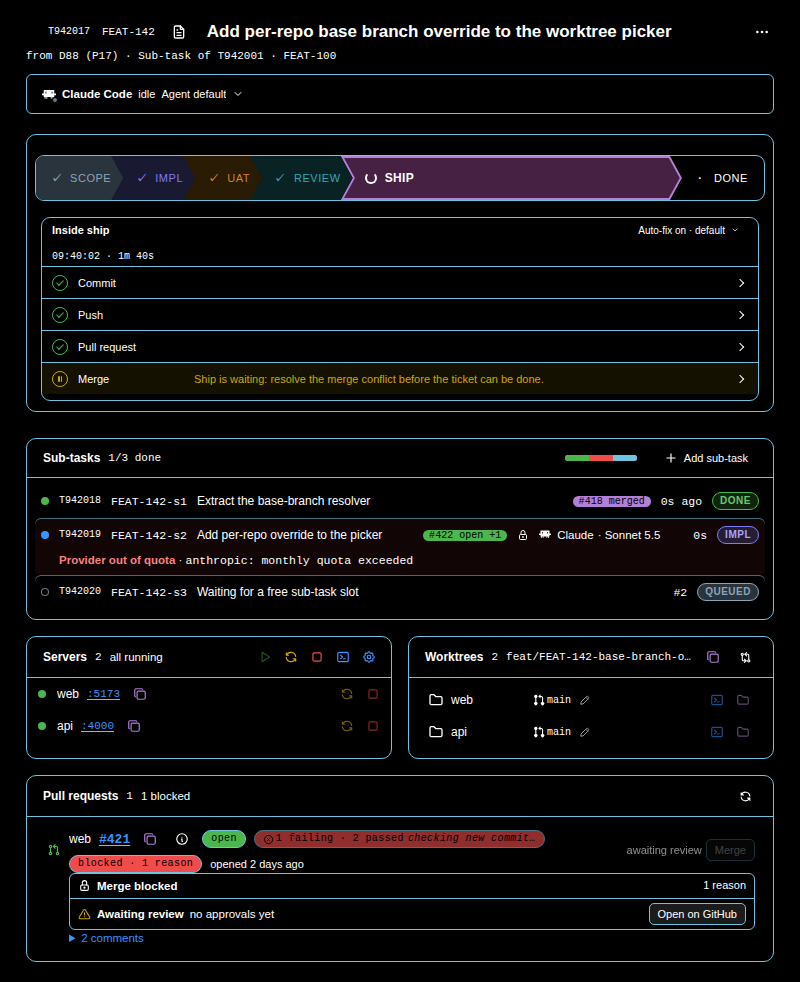 T942017 FEAT-142 Add per-repo base branch override to the worktree picker
from D88 (P17) · Sub-task of T942001 · FEAT-100
Claude Code idle Agent default
SCOPE IMPL UAT REVIEW SHIP DONE
Inside ship Auto-fix on · default
09:40:02 · 1m 40s
Commit
Push
Pull request
Merge Ship is waiting: resolve the merge conflict before the ticket can be done.
Sub-tasks 1/3 done Add sub-task
T942018 FEAT-142-s1 Extract the base-branch resolver #418 merged 0s ago DONE
T942019 FEAT-142-s2 Add per-repo override to the picker #422 open +1 Claude · Sonnet 5.5 0s IMPL
Provider out of quota · anthropic: monthly quota exceeded
T942020 FEAT-142-s3 Waiting for a free sub-task slot #2 QUEUED
Servers 2 all running
web :5173
api :4000
Worktrees 2 feat/FEAT-142-base-branch-o…
web main
api main
Pull requests 1 1 blocked
web #421 open 1 failing · 2 passed checking new commit…
blocked · 1 reason opened 2 days ago
awaiting review Merge
Merge blocked 1 reason
Awaiting review no approvals yet Open on GitHub
2 comments